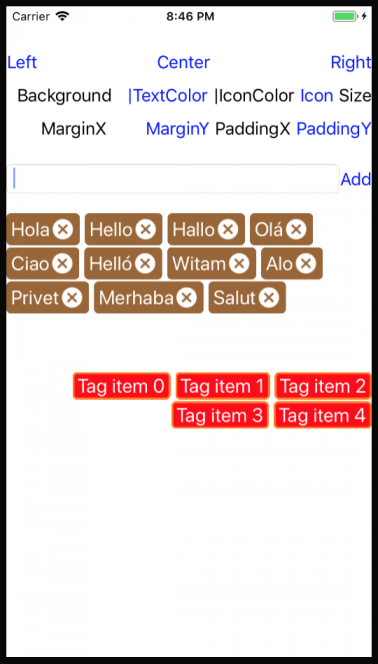 Carrier 8:46 PM
Left Center Right
Background |TextColor |IconColor Icon Size
MarginX MarginY PaddingX PaddingY
Add
Hola Hello Hallo Olá
Ciao Helló Witam Alo
Privet Merhaba Salut
Tag item 0 Tag item 1 Tag item 2
Tag item 3 Tag item 4